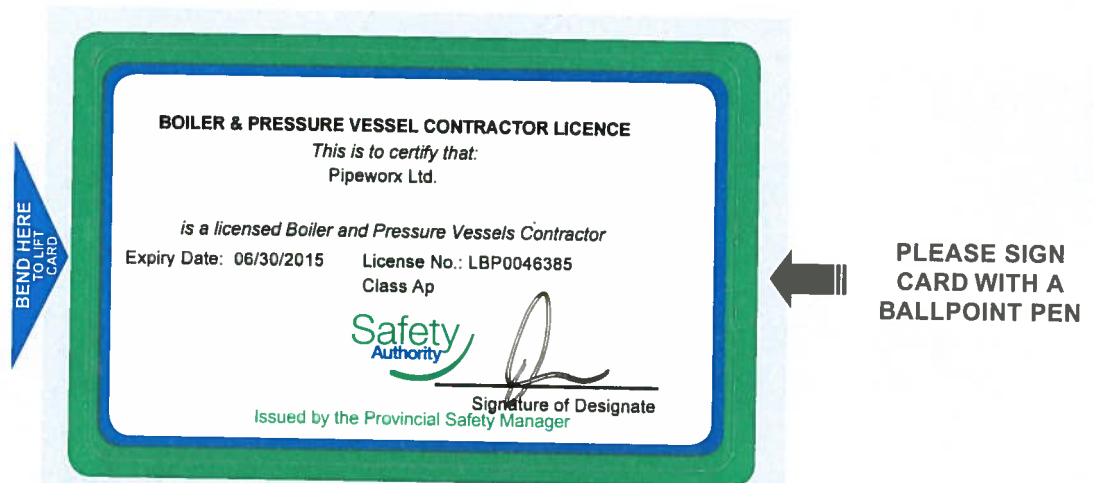 BOILER & PRESSURE VESSEL CONTRACTOR LICENCE
This is to certify that:
Pipeworx Ltd.
is a licensed Boiler and Pressure Vessels Contractor
Expiry Date: 06/30/2015 License No.: LBP0046385
Class Ap
Safety
Authority
Signature of Designate
Issued by the Provincial Safety Manager
BEND HERE
TO LIFT
CARD
PLEASE SIGN
CARD WITH A
BALLPOINT PEN